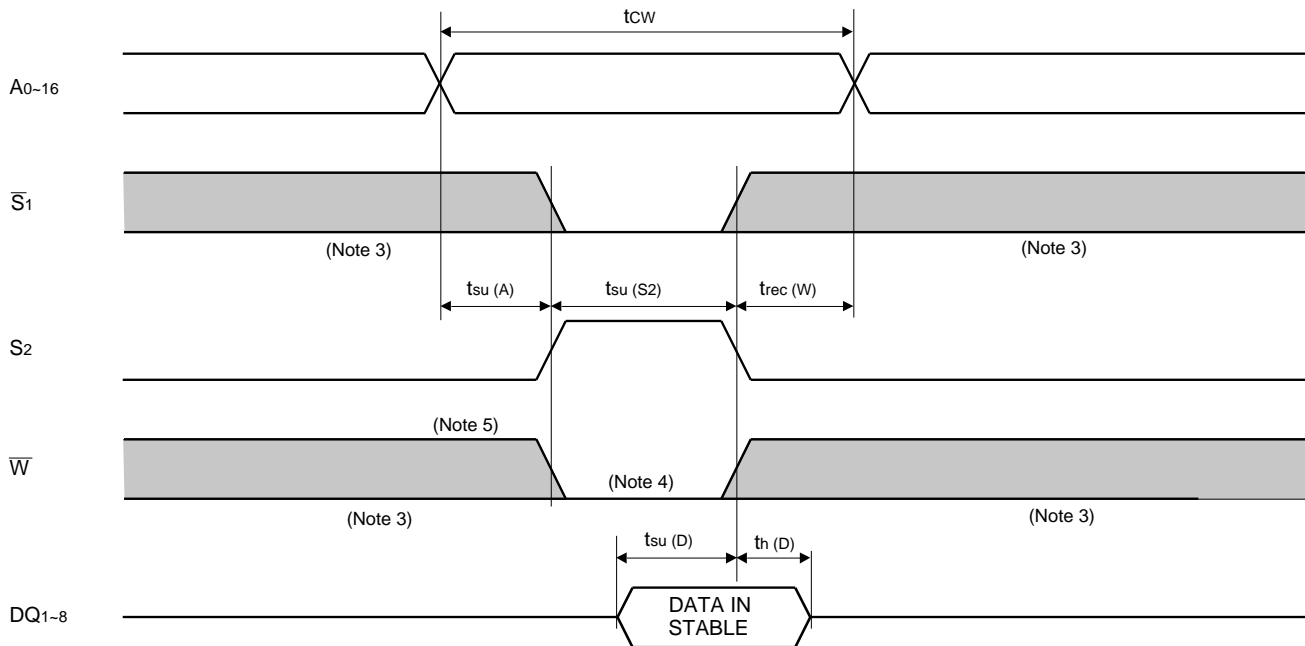 tCW
A0~16
S1
(Note 3) (Note 3)
tsu (A) tsu (S2) trec (W)
S2
(Note 5)
W
(Note 4)
(Note 3) (Note 3)
tsu (D) th (D)
DQ1~8
DATA IN
STABLE